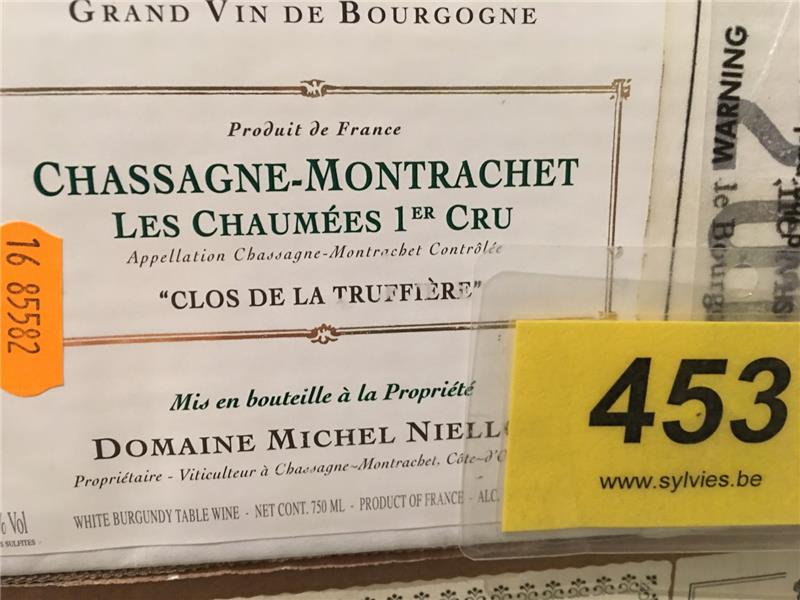 GRAND VIN DE BOURGOGNE
Produit de France
CHASSAGNE-MONTRACHET
LES CHAUMÉES 1ER CRU
Appellation Chassagne-Montrachet Contrôlée
"CLOS DE LA TRUFFIÈRE"
Mis en bouteille à la Propriété
DOMAINE MICHEL
Propriétaire - Viticulteur à Chassagne-Montrachet,
WHITE BURGUNDY TABLE WINE - NET CONT. 750 ML - PRODUCT OF FRANCE - ALC.
% Vol
SULFITES
16 85582
453
www.sylvies.be
WARNING